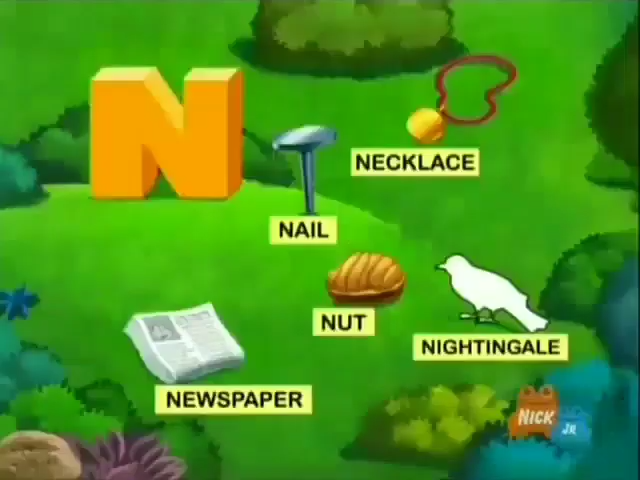 N
NECKLACE
NAIL
NUT
NIGHTINGALE
NEWSPAPER
NICK JR